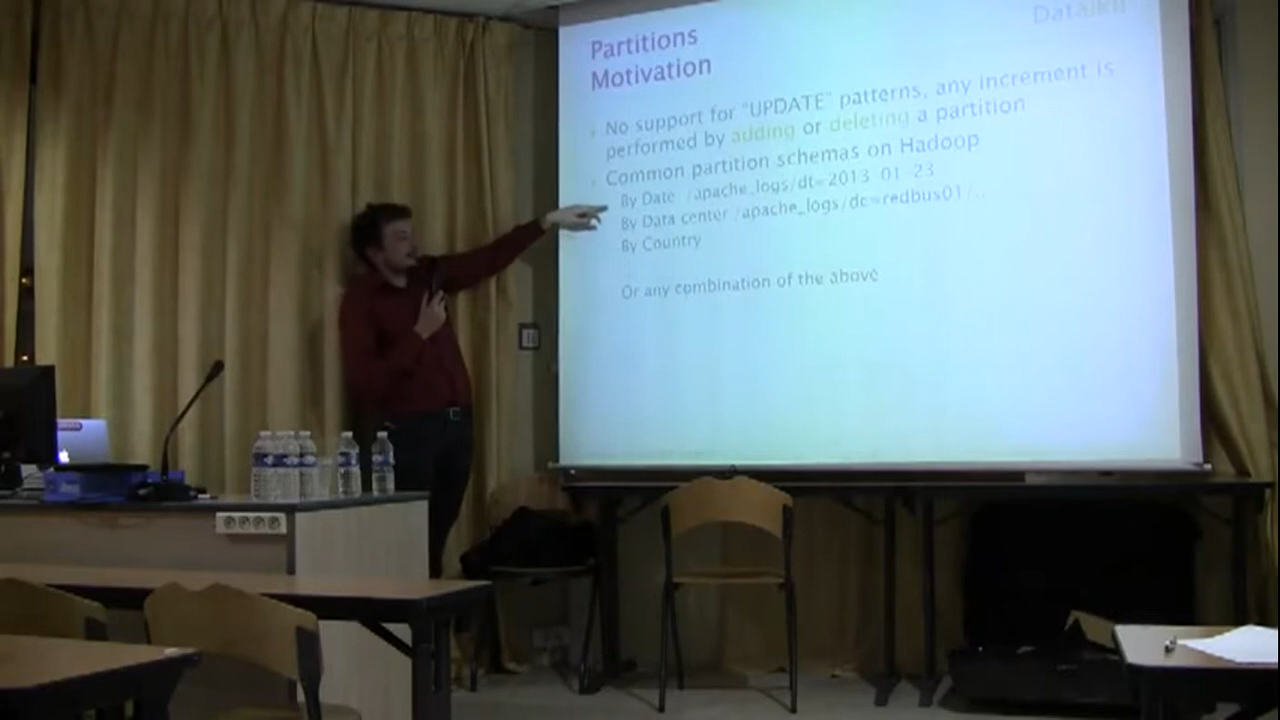 Dataiku
Partitions
Motivation
No support for "UPDATE" patterns, any increment is
performed by adding or deleting a partition
Common partition schemas on Hadoop
By Date /apache_logs/dt=2013-01-23
By Data center /apache_logs/dc=redbus01/..
By Country
Or any combination of the above